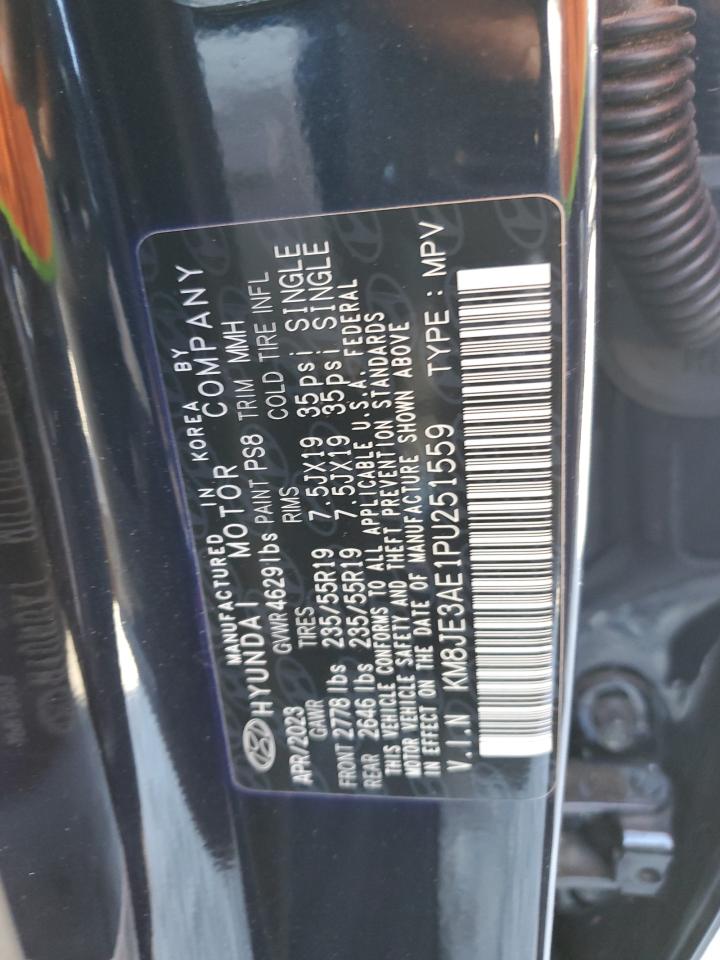 MANUFACTURED IN KOREA BY
HYUNDAI MOTOR COMPANY
APR/2023 GVWR 4629 lbs PAINT PS8 TRIM MMH
GAWR TIRES RIMS COLD TIRE INFL
FRONT 2778 lbs 235/55R19 7.5JX19 35psi SINGLE
REAR 2646 lbs 235/55R19 7.5JX19 35psi SINGLE
THIS VEHICLE CONFORMS TO ALL APPLICABLE U.S.A. FEDERAL
MOTOR VEHICLE SAFETY AND THEFT PREVENTION STANDARDS
IN EFFECT ON THE DATE OF MANUFACTURE SHOWN ABOVE
V.I.N KM8JE3AE1PU251559 TYPE : MPV